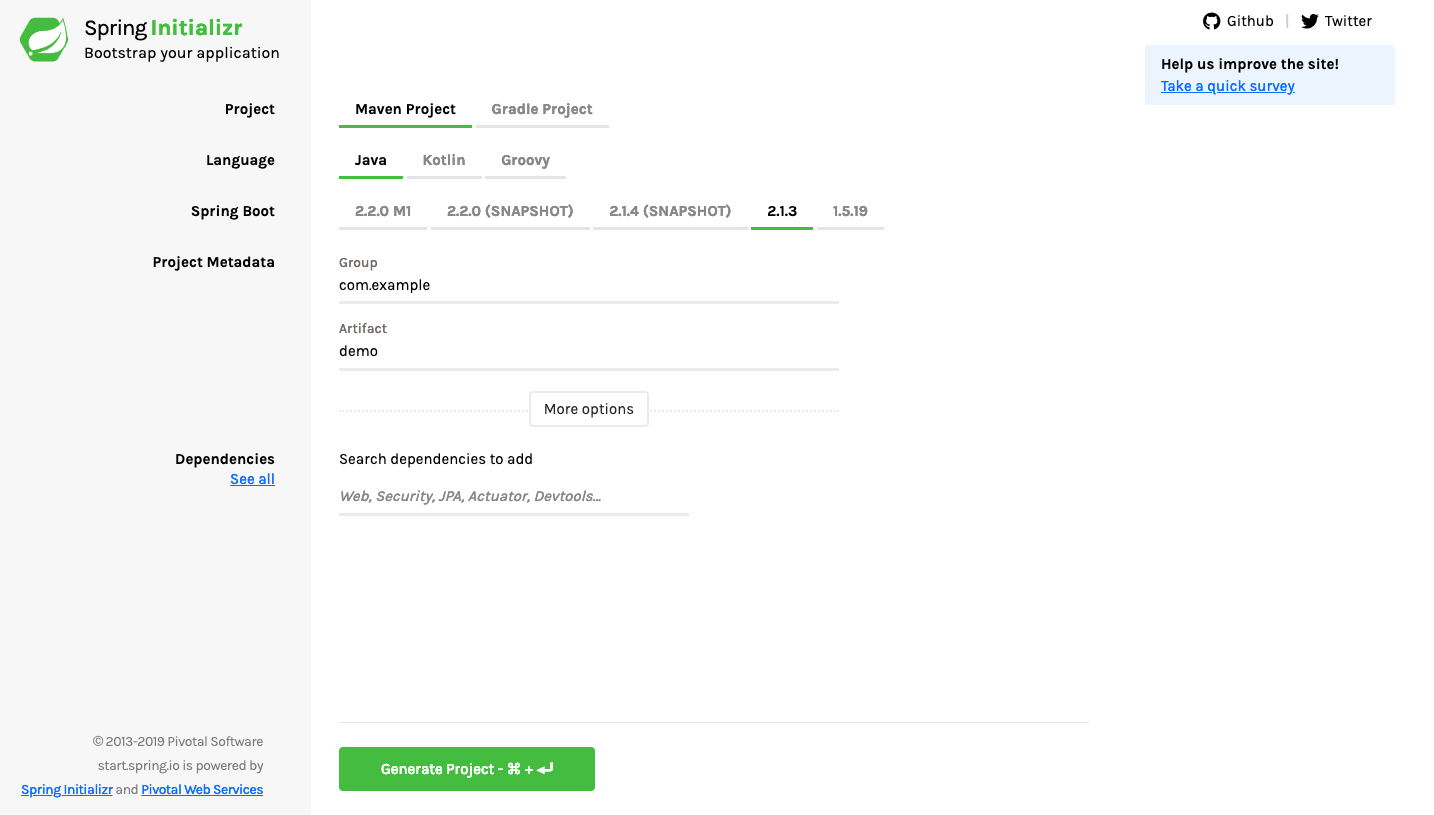 Spring Initializr
Bootstrap your application
Github | Twitter
Help us improve the site!
Take a quick survey
Project
Maven Project
Gradle Project
Language
Java
Kotlin
Groovy
Spring Boot
2.2.0 M1
2.2.0 (SNAPSHOT)
2.1.4 (SNAPSHOT)
2.1.3
1.5.19
Project Metadata
Group
com.example
Artifact
demo
More options
Dependencies
See all
Search dependencies to add
Web, Security, JPA, Actuator, Devtools...
© 2013-2019 Pivotal Software
start.spring.io is powered by
Spring Initializr and Pivotal Web Services
Generate Project - ⌘ + ↵